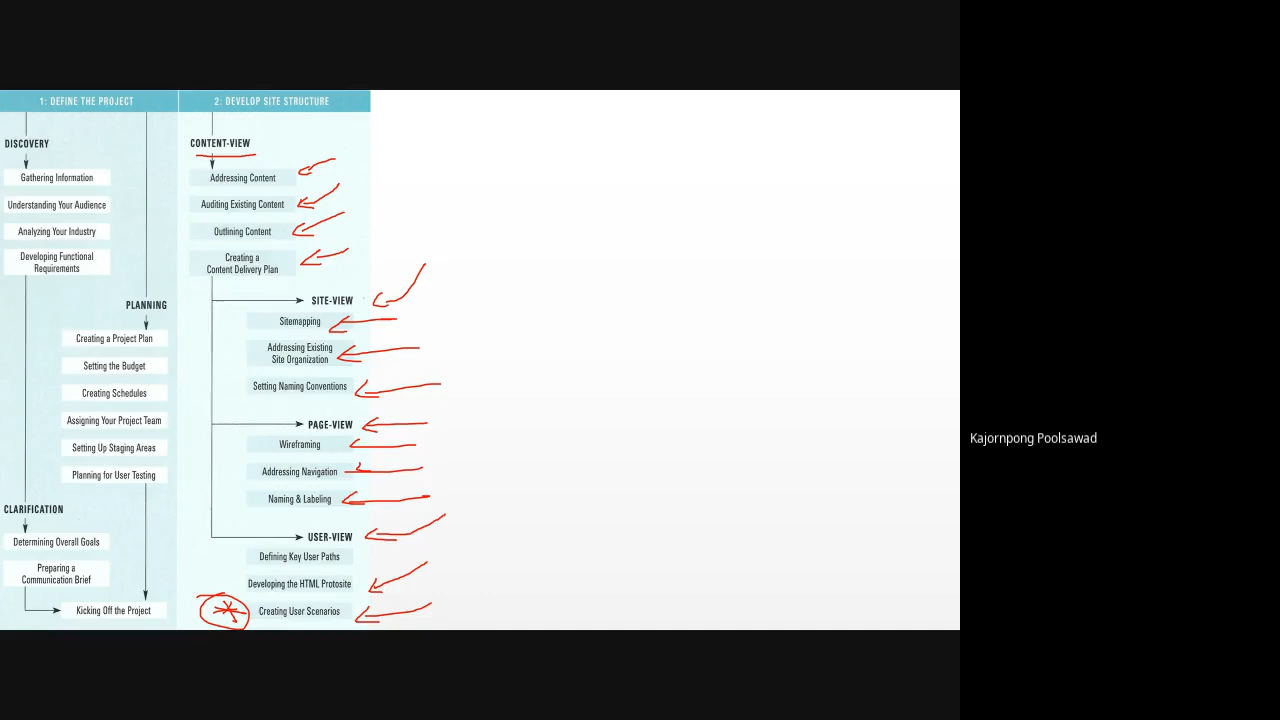 1: DEFINE THE PROJECT
DISCOVERY
Gathering Information
Understanding Your Audience
Analyzing Your Industry
Developing Functional
Requirements
PLANNING
Creating a Project Plan
Setting the Budget
Creating Schedules
Assigning Your Project Team
Setting Up Staging Areas
Planning for User Testing
CLARIFICATION
Determining Overall Goals
Preparing a
Communication Brief
Kicking Off the Project
2: DEVELOP SITE STRUCTURE
CONTENT-VIEW
Addressing Content
Auditing Existing Content
Outlining Content
Creating a
Content Delivery Plan
SITE-VIEW
Sitemapping
Addressing Existing
Site Organization
Setting Naming Conventions
PAGE-VIEW
Wireframing
Addressing Navigation
Naming & Labeling
USER-VIEW
Defining Key User Paths
Developing the HTML Protosite
Creating User Scenarios
Kajornpong Poolsawad